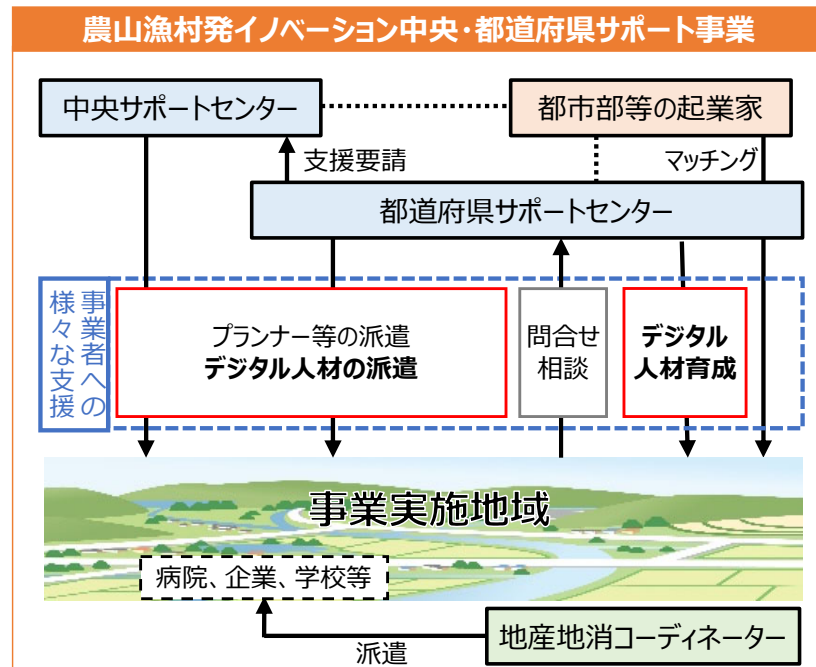 農山漁村発イノベーション中央・都道府県サポート事業
中央サポートセンター
都市部等の起業家
支援要請
マッチング
都道府県サポートセンター
事業者への
様々な支援
プランナー等の派遣
デジタル人材の派遣
問合せ
相談
デジタル
人材育成
事業実施地域
病院、企業、学校等
派遣
地産地消コーディネーター